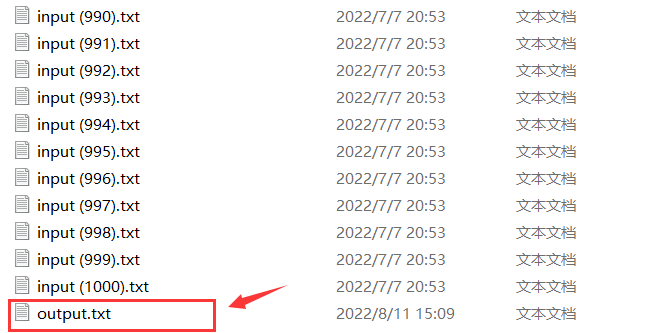 input (990).txt 2022/7/7 20:53 文本文档
input (991).txt 2022/7/7 20:53 文本文档
input (992).txt 2022/7/7 20:53 文本文档
input (993).txt 2022/7/7 20:53 文本文档
input (994).txt 2022/7/7 20:53 文本文档
input (995).txt 2022/7/7 20:53 文本文档
input (996).txt 2022/7/7 20:53 文本文档
input (997).txt 2022/7/7 20:53 文本文档
input (998).txt 2022/7/7 20:53 文本文档
input (999).txt 2022/7/7 20:53 文本文档
input (1000).txt 2022/7/7 20:53 文本文档
output.txt 2022/8/11 15:09 文本文档